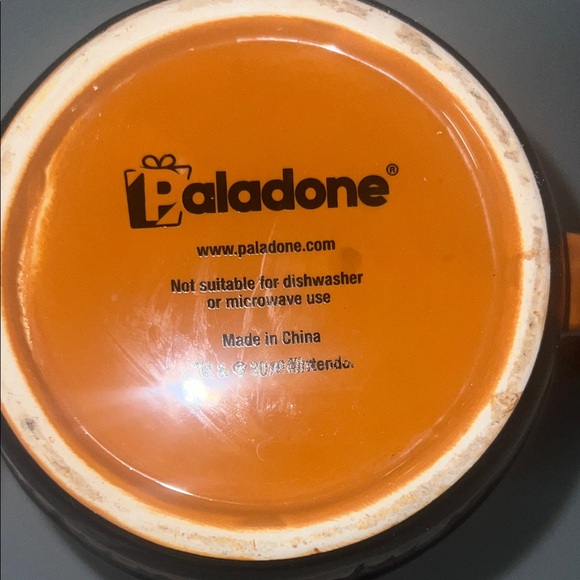 Paladone®
www.paladone.com
Not suitable for dishwasher
or microwave use
Made in China
& © Nintendo.